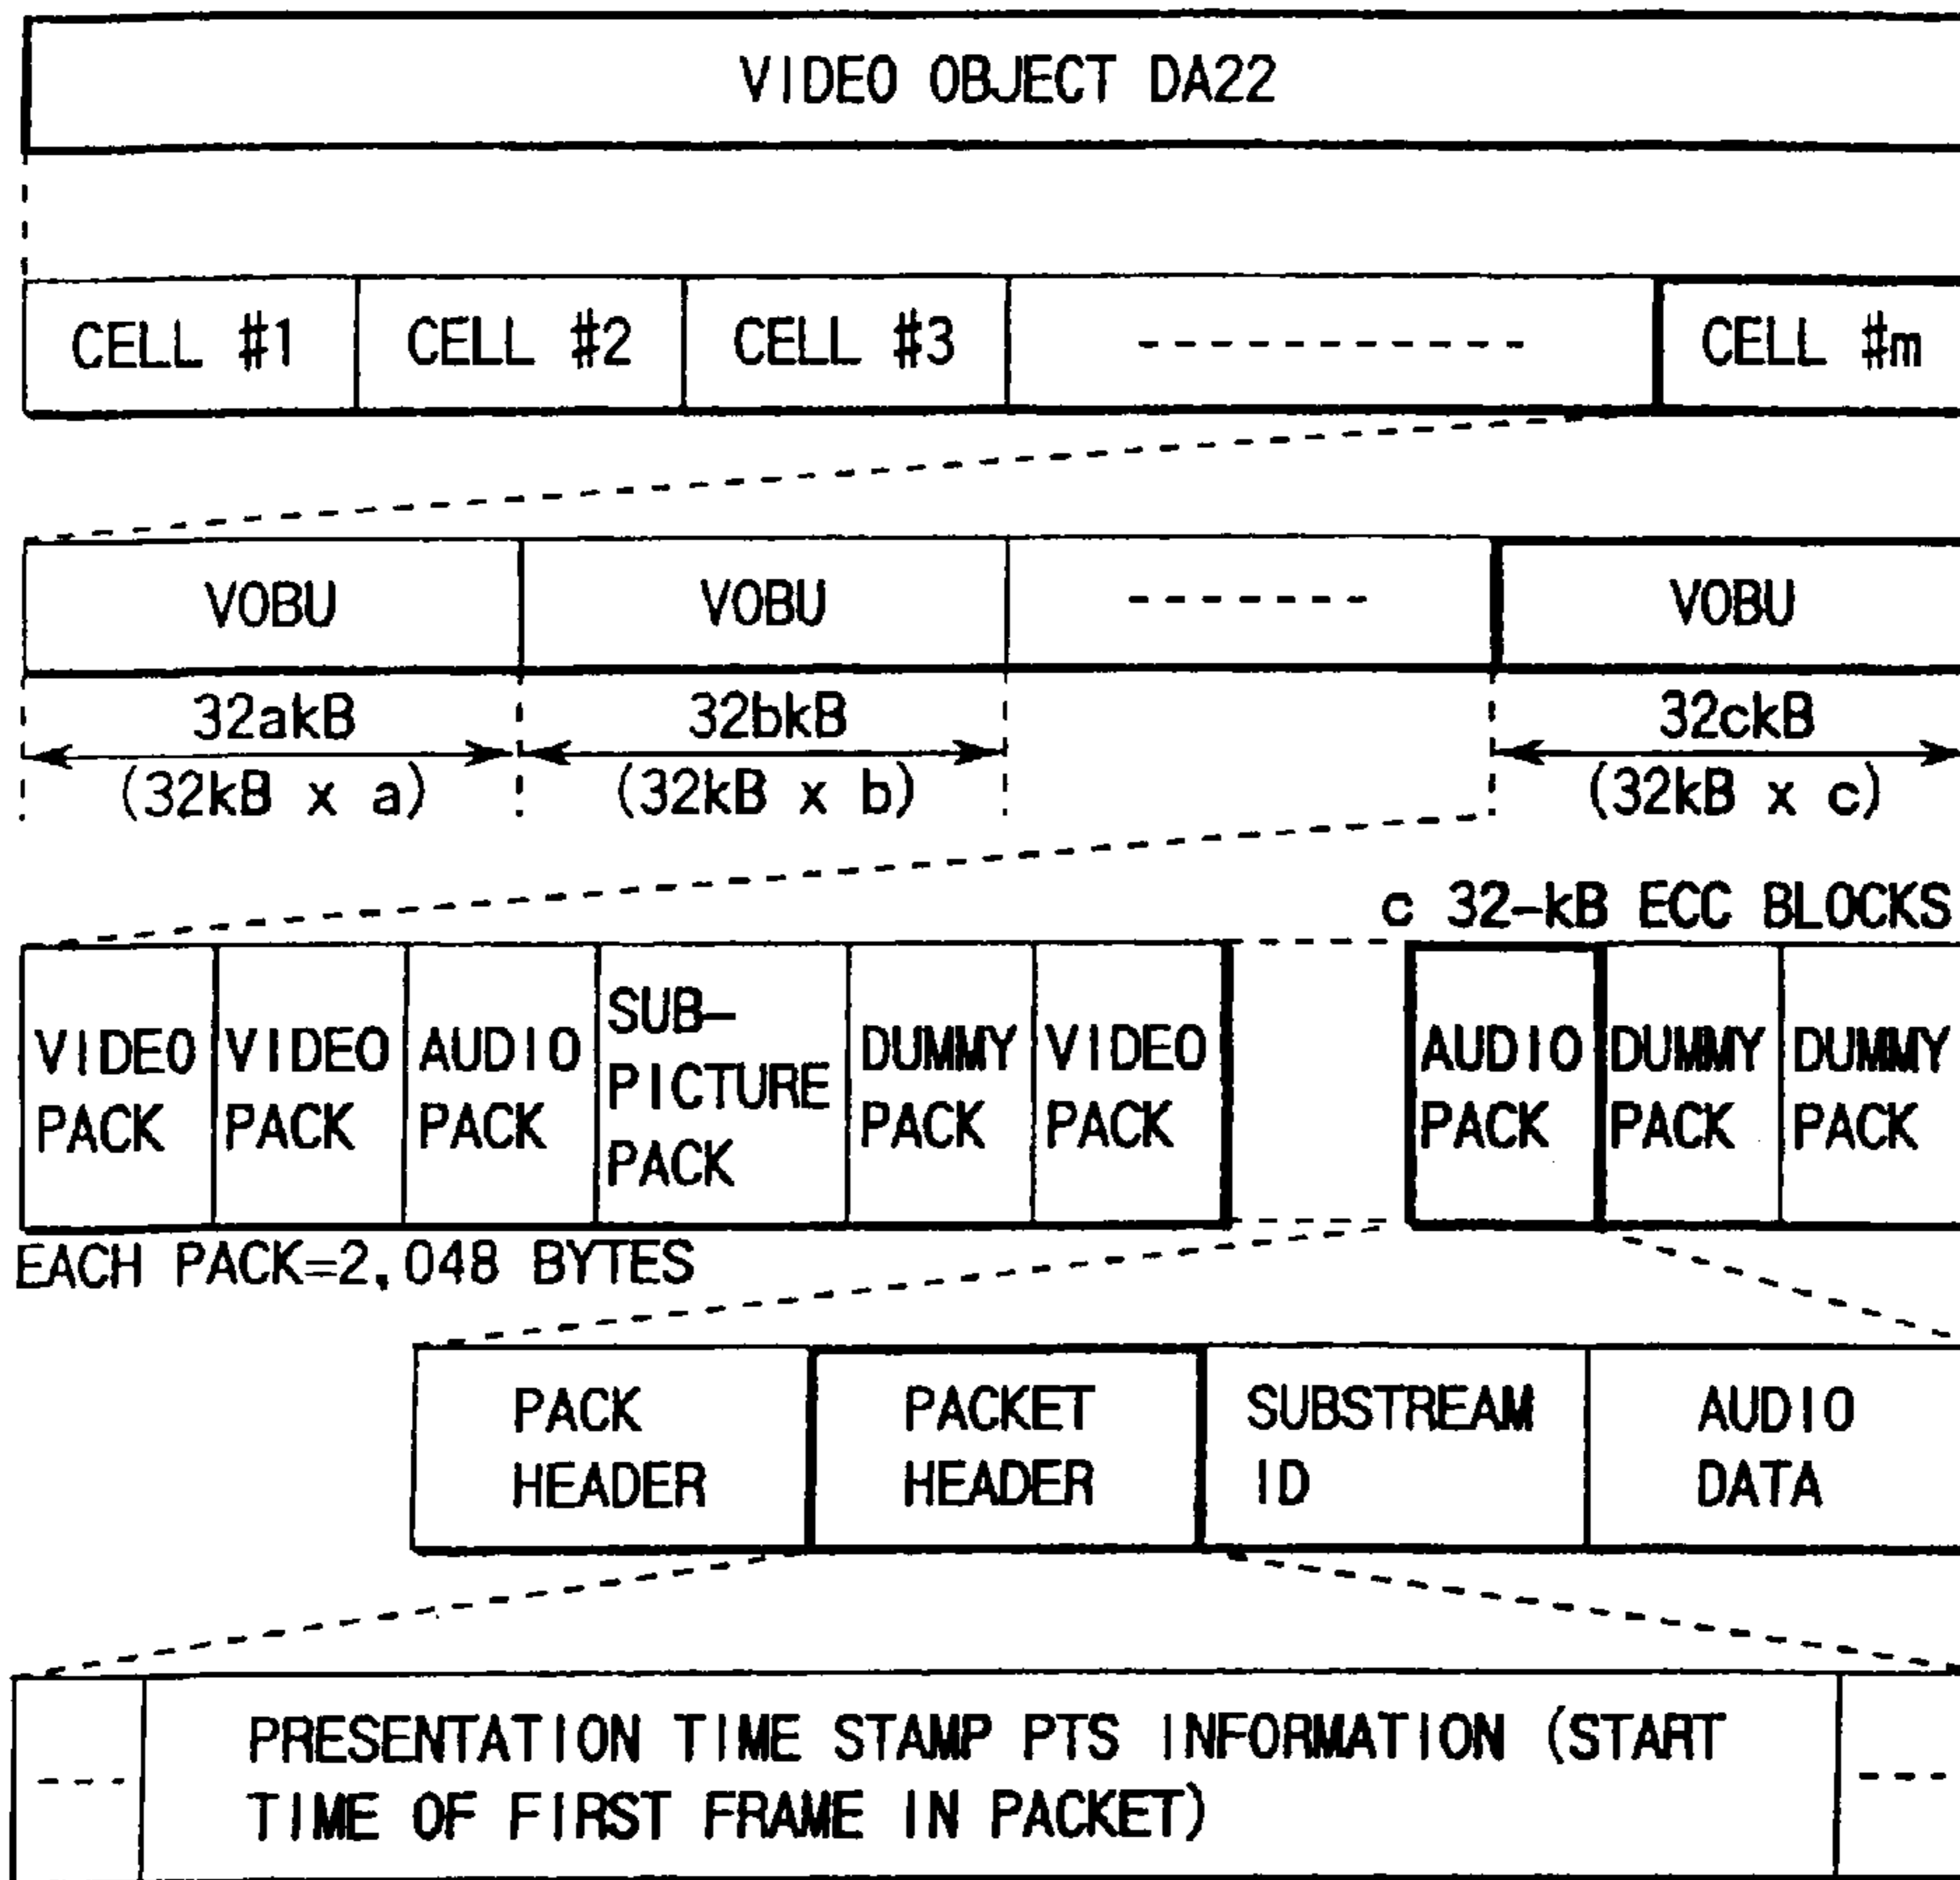 VIDEO OBJECT DA22
CELL #1 CELL #2 CELL #3 ------------ CELL #m
VOBU VOBU -------- VOBU
32akB 32bkB 32ckB
(32kB x a) (32kB x b) (32kB x c)
c 32-kB ECC BLOCKS
VIDEO PACK
VIDEO PACK
AUDIO PACK
SUB-
PICTURE
PACK
DUMMY PACK
VIDEO PACK
AUDIO PACK
DUMMY PACK
DUMMY PACK
EACH PACK=2,048 BYTES
PACK
HEADER
PACKET
HEADER
SUBSTREAM
ID
AUDIO
DATA
--- PRESENTATION TIME STAMP PTS INFORMATION (START ----
TIME OF FIRST FRAME IN PACKET)